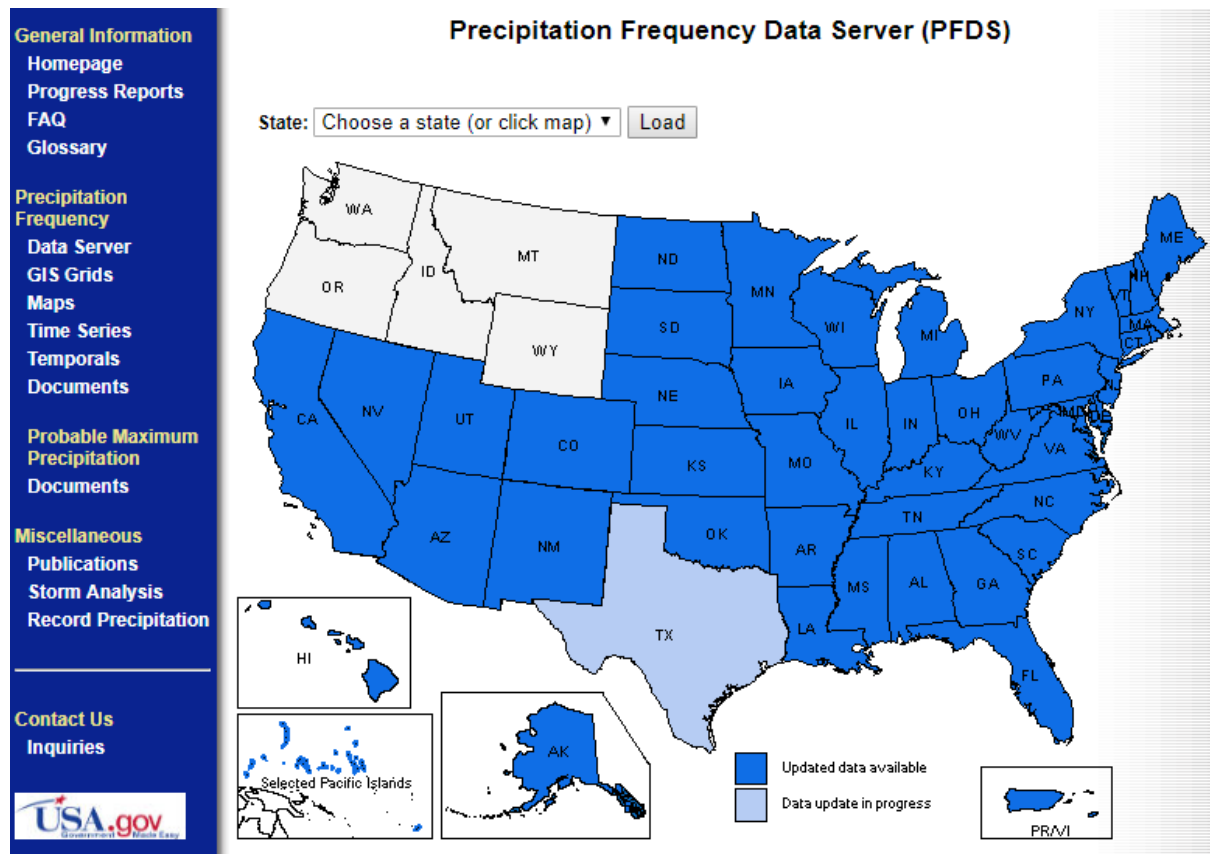 General Information
Homepage
Progress Reports
FAQ
Glossary
Precipitation
Frequency
Data Server
GIS Grids
Maps
Time Series
Temporals
Documents
Probable Maximum
Precipitation
Documents
Miscellaneous
Publications
Storm Analysis
Record Precipitation
Contact Us
Inquiries
USA.gov
Government Made Easy
Precipitation Frequency Data Server (PFDS)
State: Choose a state (or click map) Load
WA
MT
ND
ME
OR
ID
MN
VT
NH
NY
SD
WI
MI
MA
CT
WY
IA
PA
NJ
NE
CA
NV
UT
CO
IL
IN
OH
MD
DE
WV
VA
KS
MO
KY
NC
TN
AZ
NM
OK
AR
SC
MS
AL
GA
TX
LA
FL
HI
AK
Selected Pacific Islands
Updated data available
Data update in progress
PR/VI